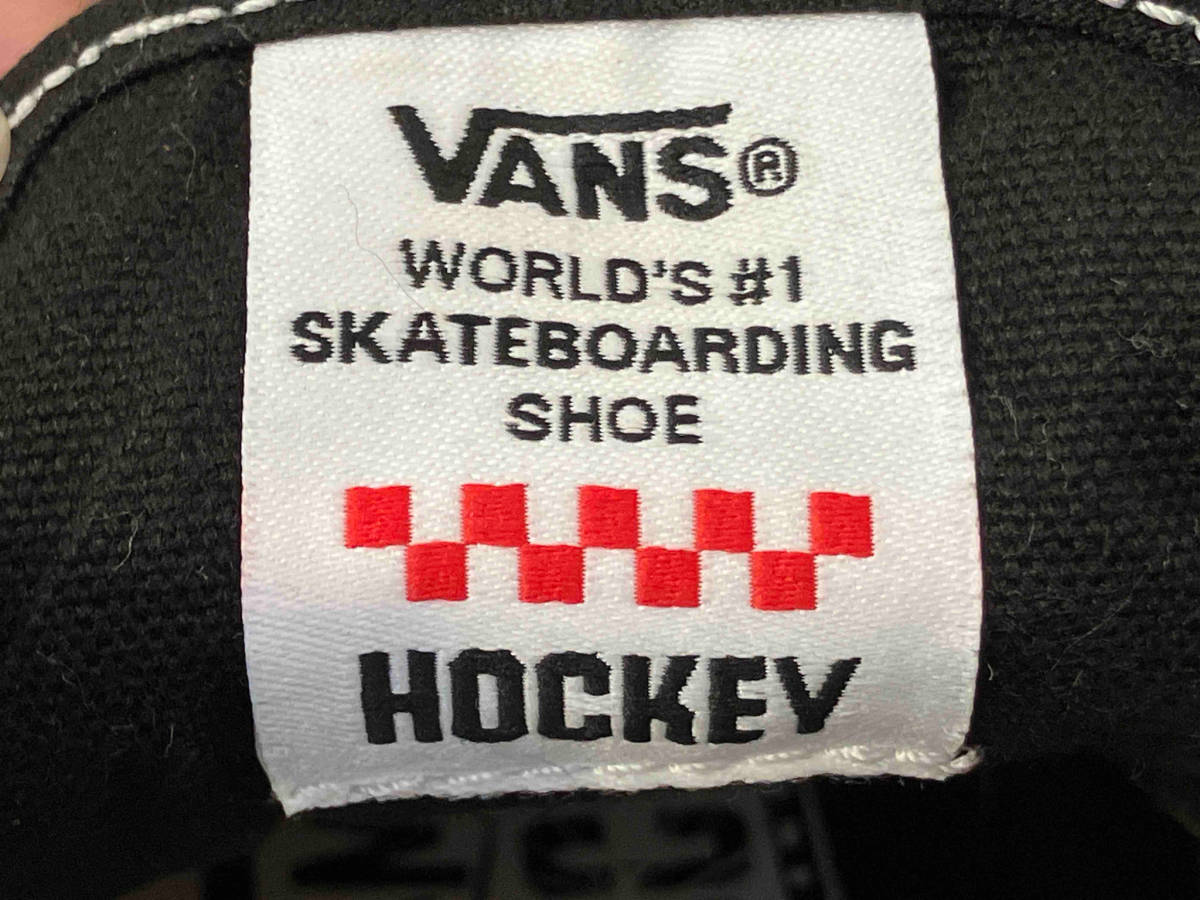 VANS®
WORLD'S #1
SKATEBOARDING
SHOE
HOCKEY